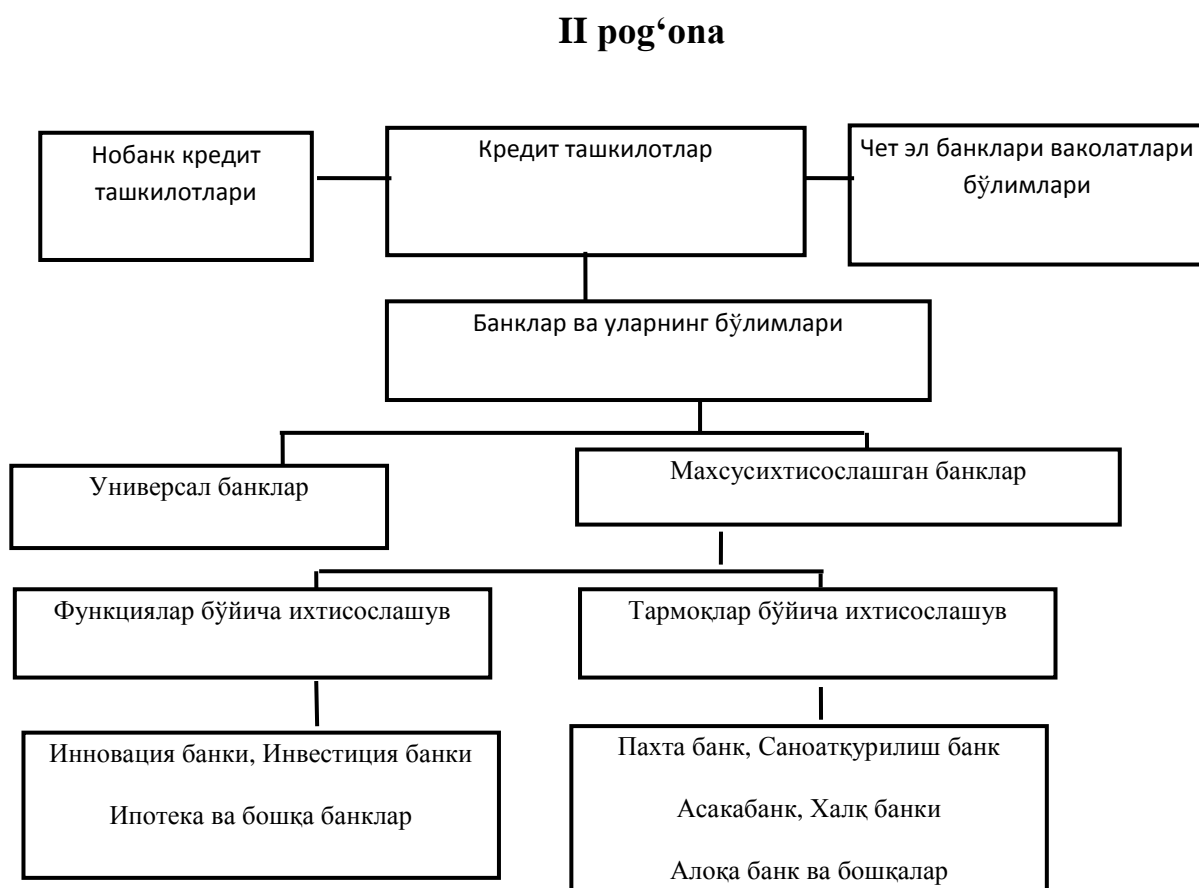 II pog‘ona
Нобанк кредит
ташкилотлари
Кредит ташкилотлар
Чет эл банклари ваколатлари
бўлимлари
Банклар ва уларнинг бўлимлари
Универсал банклар
Махсусихтисослашган банклар
Функциялар бўйича ихтисослашув
Тармоқлар бўйича ихтисослашув
Инновация банки, Инвестиция банки
Ипотека ва бошқа банклар
Пахта банк, Саноатқурилиш банк
Асакабанк, Халқ банки
Алоқа банк ва бошқалар